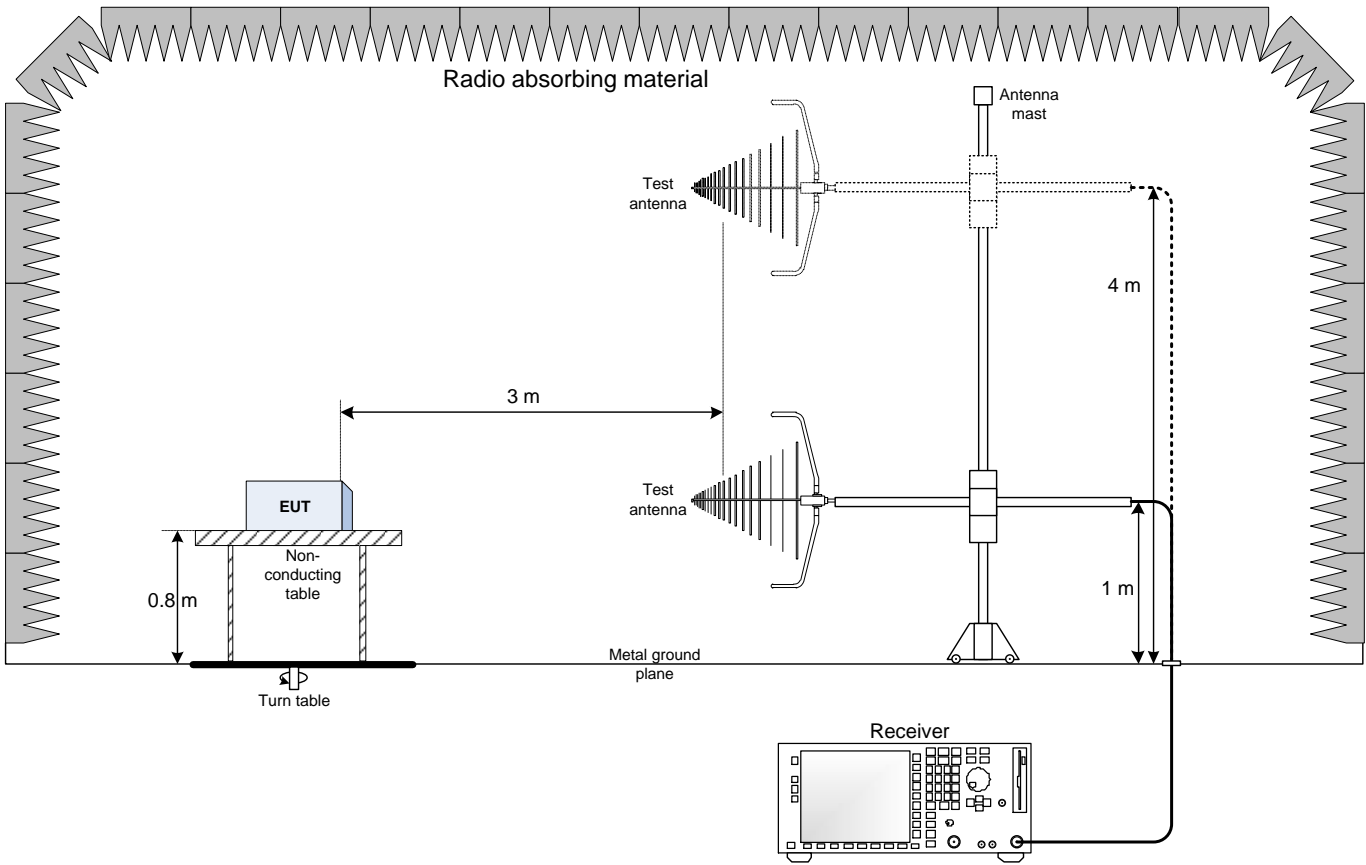 Radio absorbing material
Antenna
mast
Test
antenna
4 m
3 m
Test
antenna
EUT
Non-
conducting
table
0.8 m
1 m
Metal ground
plane
Turn table
Receiver